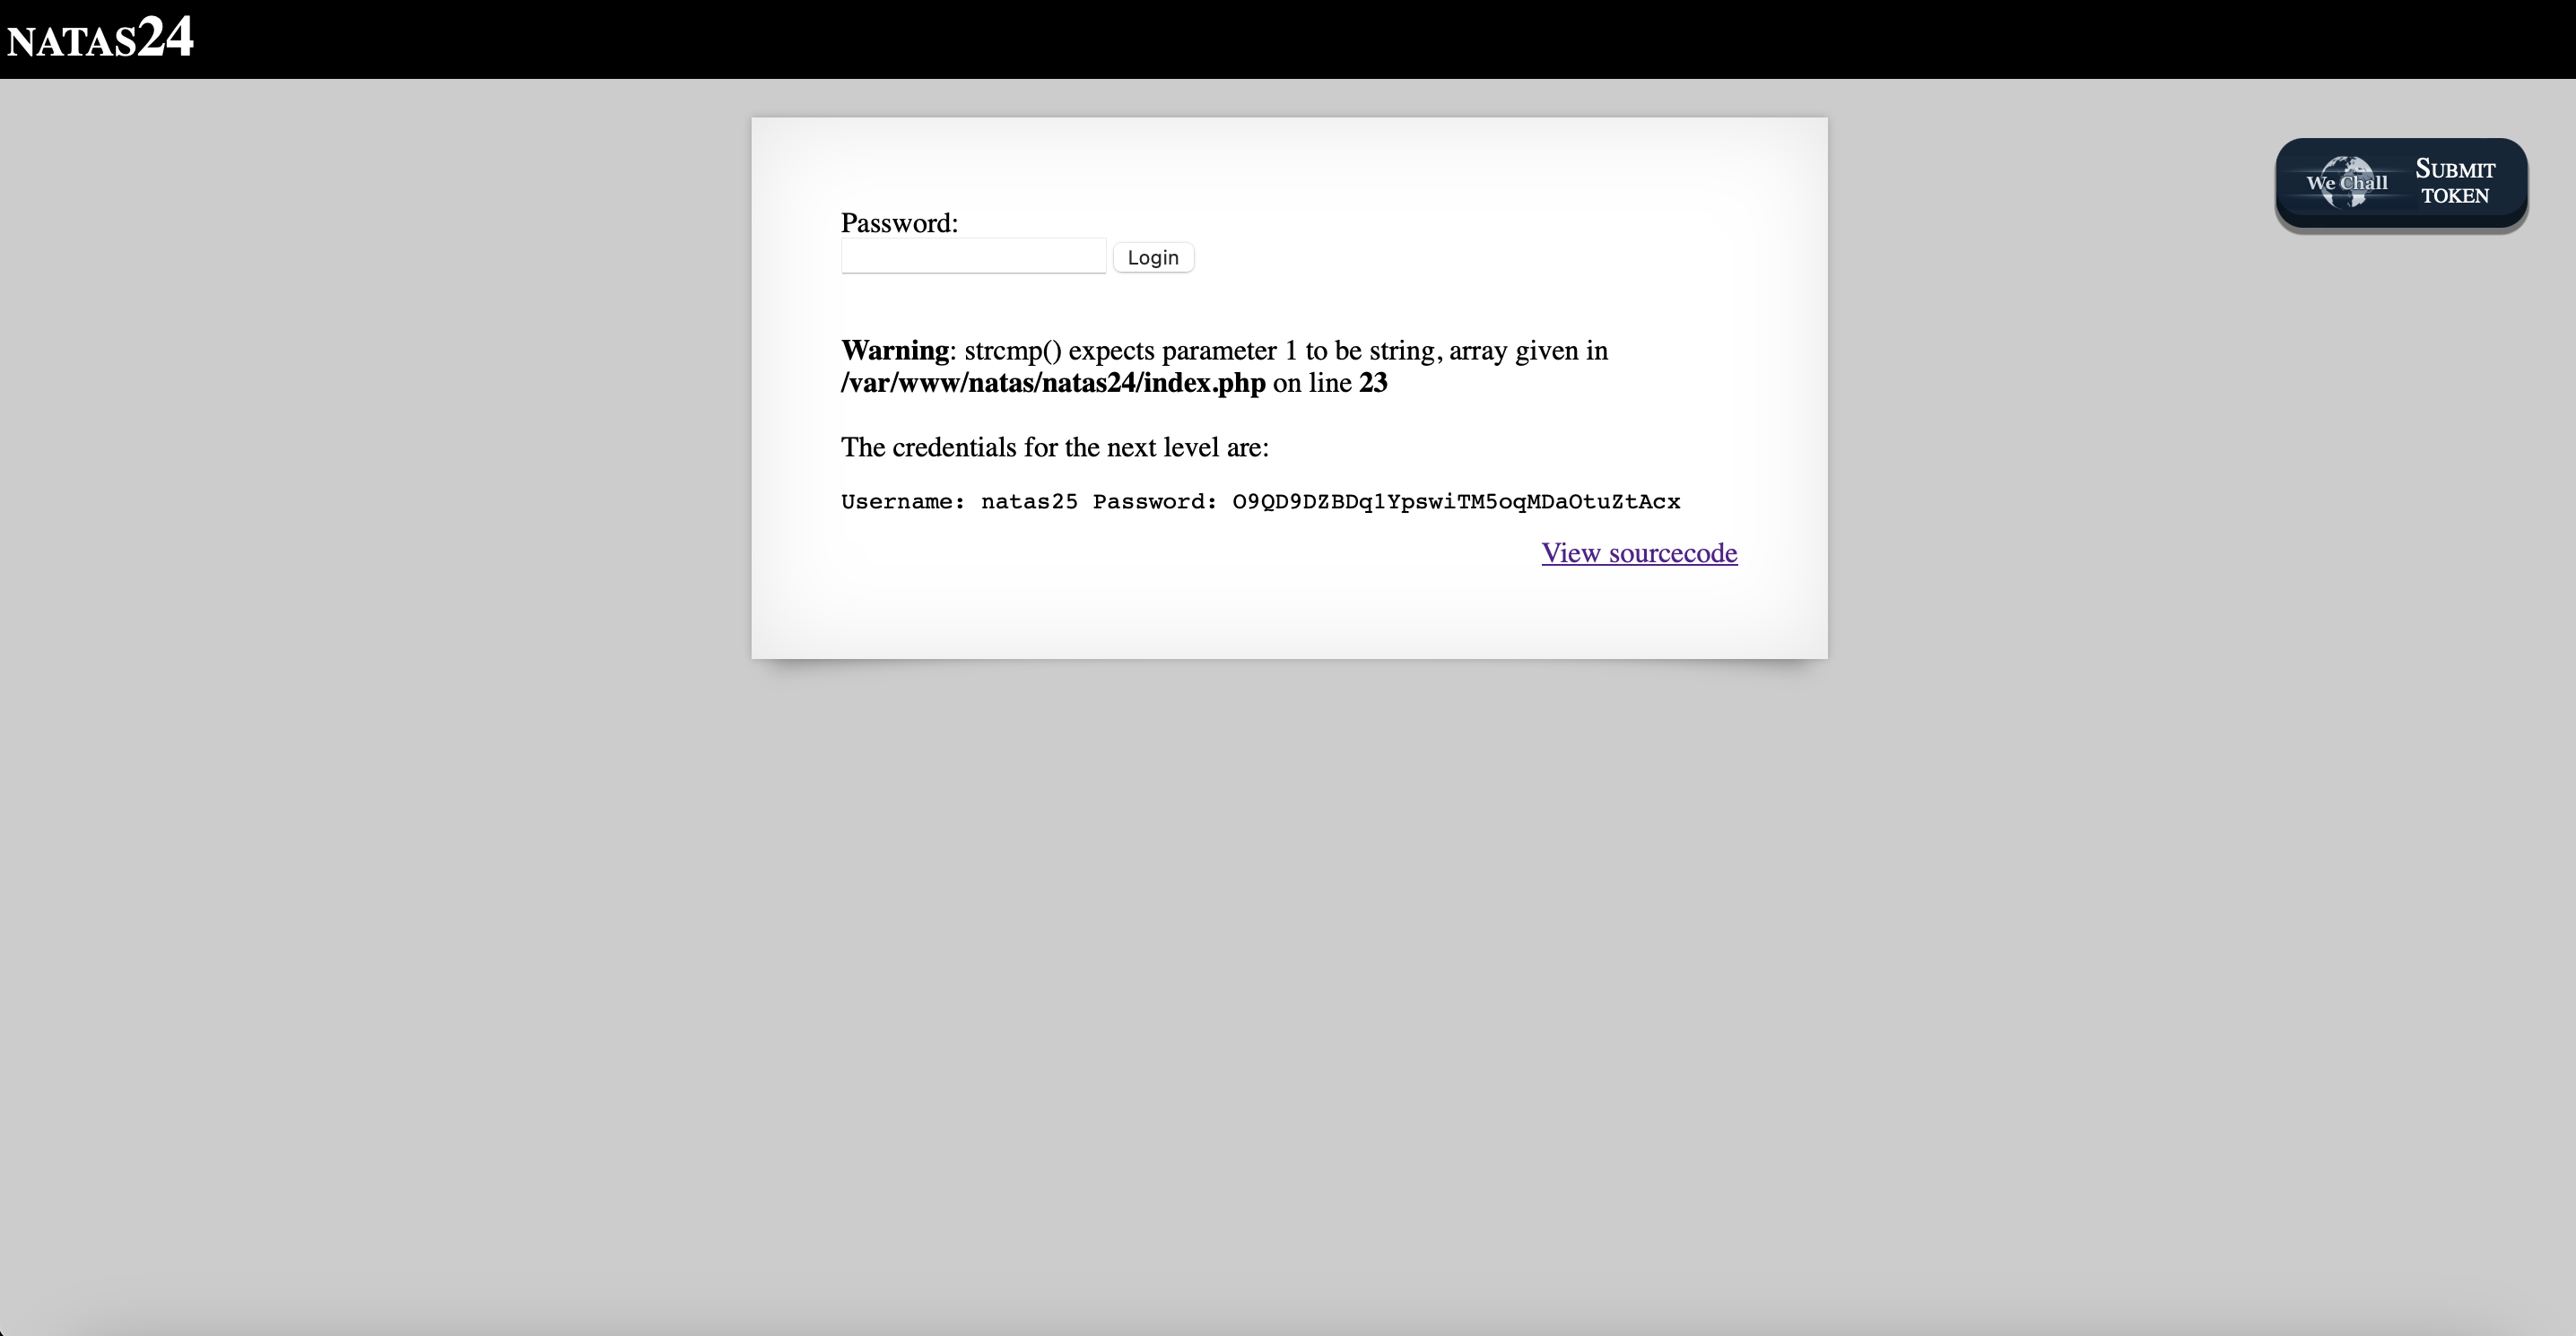 NATAS24
We Chall
SUBMIT
TOKEN
Password:
Login
Warning: strcmp() expects parameter 1 to be string, array given in
/var/www/natas/natas24/index.php on line 23
The credentials for the next level are:
Username: natas25 Password: O9QD9DZBDq1YpswiTM5oqMDaOtuZtAcx
View sourcecode